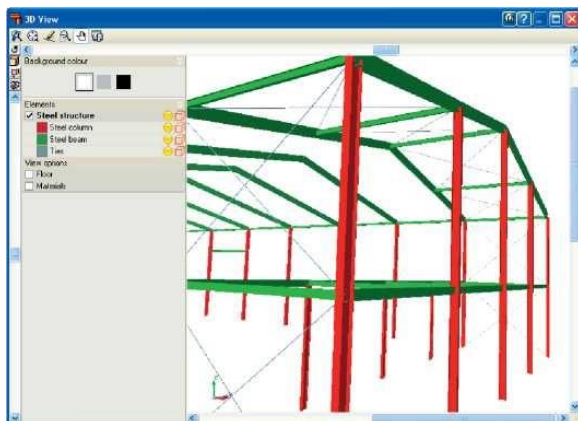 3D View
Background colour
Elements
Steel structure
Steel column
Steel beam
Ties
View options
Floor
Materials